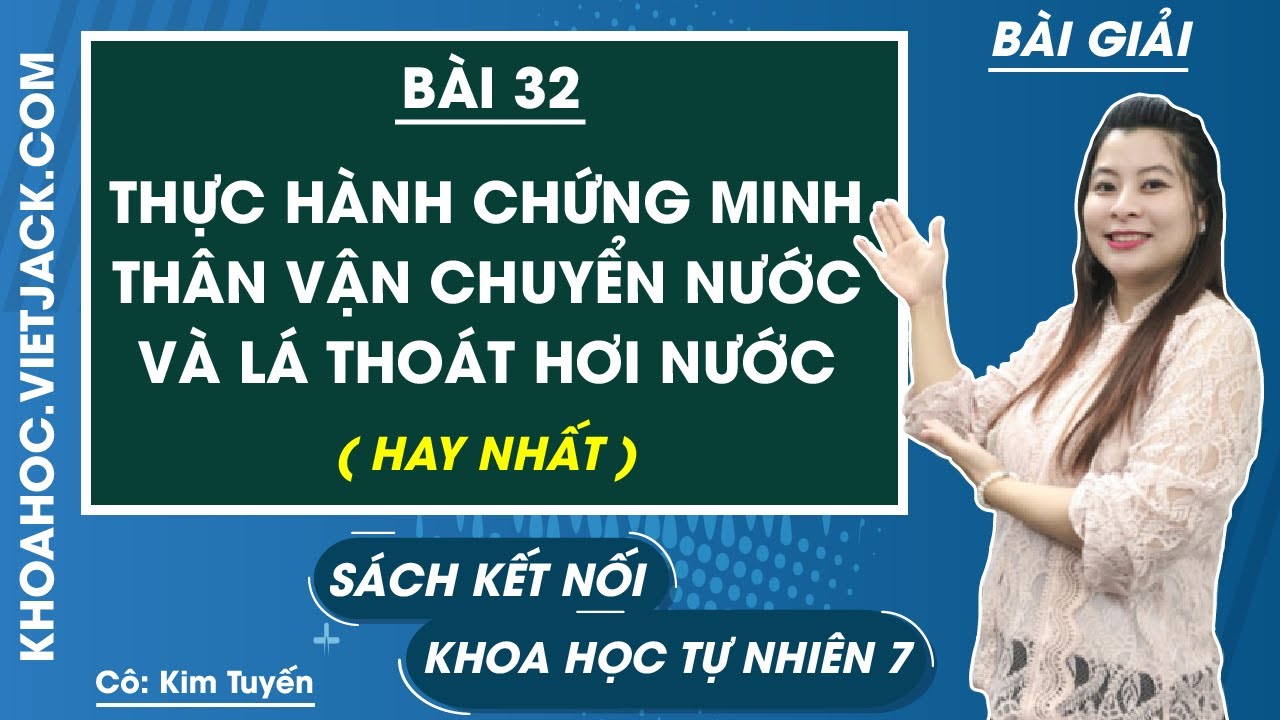 KHOAHOC.VIETJACK.COM
BÀI GIẢI
BÀI 32
THỰC HÀNH CHỨNG MINH
THÂN VẬN CHUYỂN NƯỚC
VÀ LÁ THOÁT HƠI NƯỚC
( HAY NHẤT )
SÁCH KẾT NỐI
KHOA HỌC TỰ NHIÊN 7
Cô: Kim Tuyến